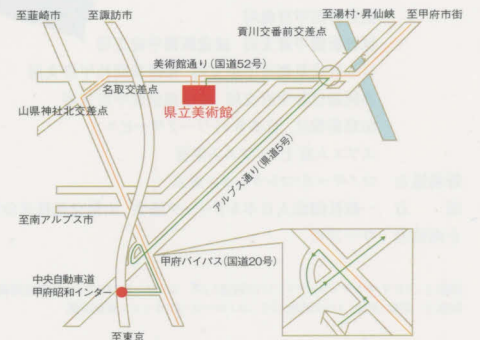 至韮崎市
至諏訪市
至湯村・昇仙峡
至甲府市街
貢川交番前交差点
美術館通り(国道52号)
名取交差点
県立美術館
山県神社北交差点
アルプス通り(県道5号)
至南アルプス市
甲府バイパス(国道20号)
中央自動車道
甲府昭和インター
至東京